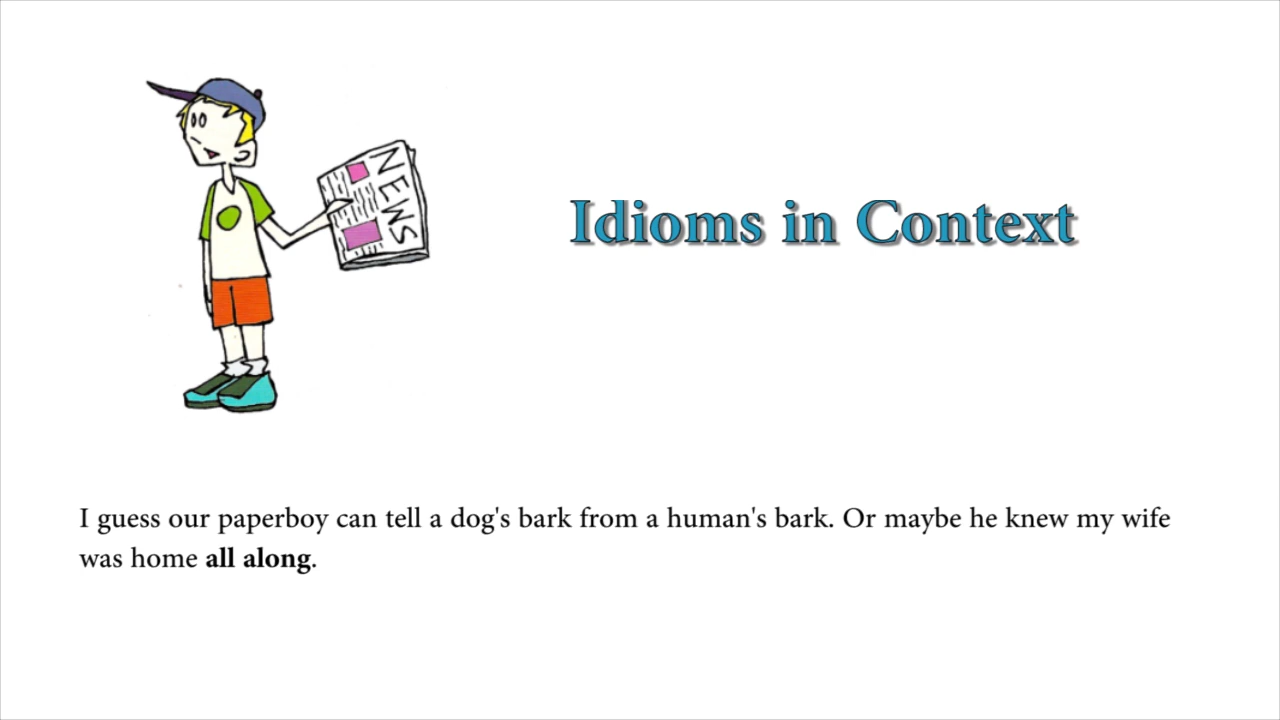 NEWS
Idioms in Context
I guess our paperboy can tell a dog's bark from a human's bark. Or maybe he knew my wife
was home all along.